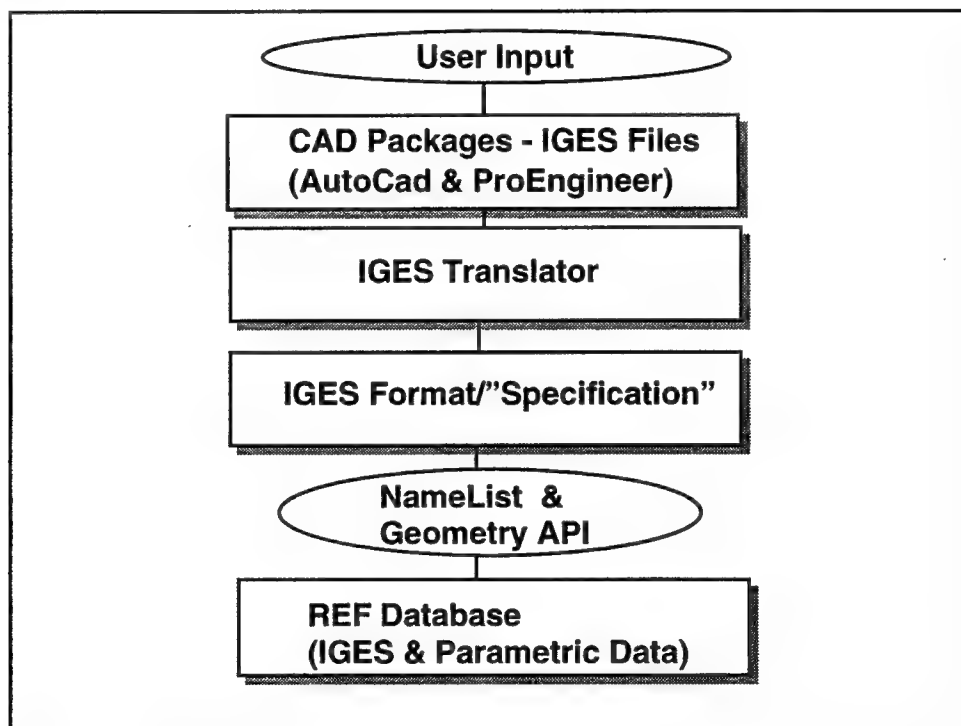 User Input
CAD Packages - IGES Files
(AutoCad & ProEngineer)
IGES Translator
IGES Format/”Specification”
NameList &
Geometry API
REF Database
(IGES & Parametric Data)